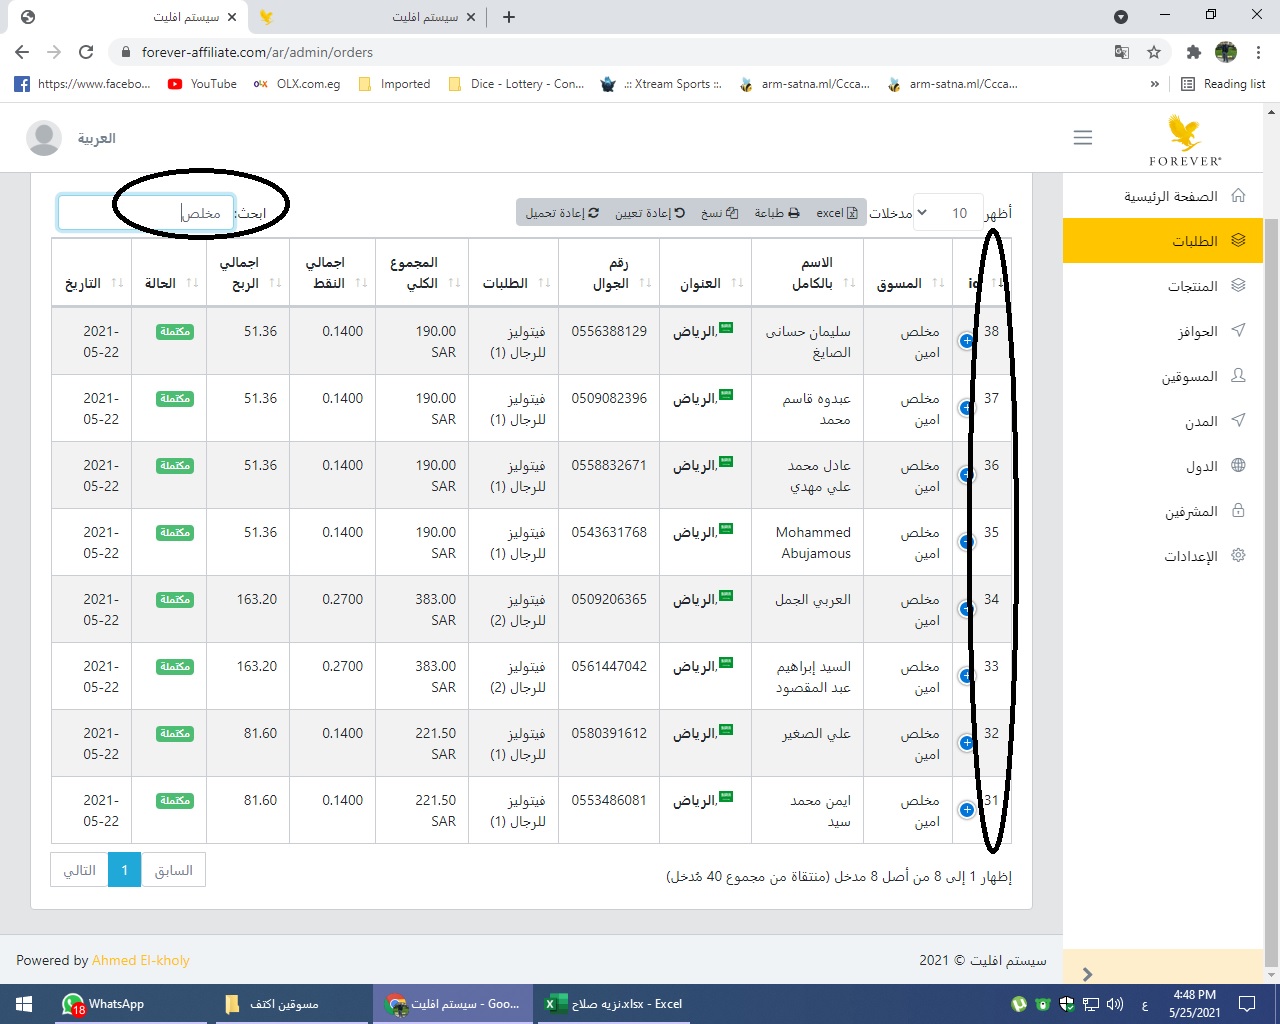 سيستم افليت
سيستم افليت
forever-affiliate.com/ar/admin/orders
https://www.facebo...
YouTube
OLX.com.eg
Imported
Dice - Lottery - Con...
.:: Xtream Sports ::.
arm-satna.ml/Ccca...
arm-satna.ml/Ccca...
»
Reading list
العربية
FOREVER
الصفحة الرئيسية
الطلبات
المنتجات
الحوافز
المسوقين
المدن
الدول
المشرفين
الإعدادات
أظهر 10 مدخلات
excel طباعة نسخ إعادة تعيين إعادة تحميل
ابحث: مخلص
id المسوق الاسم بالكامل العنوان رقم الجوال الطلبات المجموع الكلي اجمالي النقط اجمالي الربح الحالة التاريخ
38 مخلص امين سليمان حسانى الصايغ الرياض, 0556388129 فيتوليز للرجال (1) 190.00 SAR 0.1400 51.36 مكتملة 2021-05-22
37 مخلص امين عبدوه قاسم محمد الرياض, 0509082396 فيتوليز للرجال (1) 190.00 SAR 0.1400 51.36 مكتملة 2021-05-22
36 مخلص امين عادل محمد علي مهدي الرياض, 0558832671 فيتوليز للرجال (1) 190.00 SAR 0.1400 51.36 مكتملة 2021-05-22
35 مخلص امين Mohammed Abujamous الرياض, 0543631768 فيتوليز للرجال (1) 190.00 SAR 0.1400 51.36 مكتملة 2021-05-22
34 مخلص امين العربي الجمل الرياض, 0509206365 فيتوليز للرجال (2) 383.00 SAR 0.2700 163.20 مكتملة 2021-05-22
33 مخلص امين السيد إبراهيم عبد المقصود الرياض, 0561447042 فيتوليز للرجال (2) 383.00 SAR 0.2700 163.20 مكتملة 2021-05-22
32 مخلص امين علي الصغير الرياض, 0580391612 فيتوليز للرجال (1) 221.50 SAR 0.1400 81.60 مكتملة 2021-05-22
31 مخلص امين ايمن محمد سيد الرياض, 0553486081 فيتوليز للرجال (1) 221.50 SAR 0.1400 81.60 مكتملة 2021-05-22
إظهار 1 إلى 8 من أصل 8 مدخل (منتقاة من مجموع 40 مُدخل)
السابق 1 التالي
سيستم افليت © 2021
Powered by Ahmed El-kholy
18 WhatsApp
مسوقين اكتف
سيستم افليت - Goo...
نزيه صلاح.xlsx - Excel
ع
4:48 PM
5/25/2021